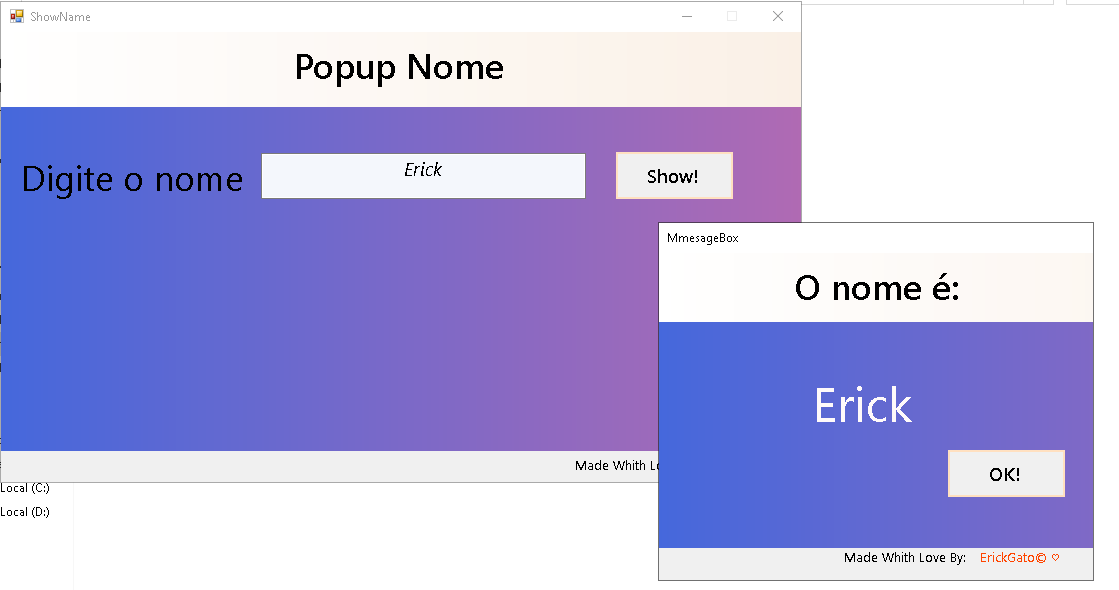 ShowName
Popup Nome
Digite o nome
Erick
Show!
Made Whith
MmesageBox
O nome é:
Erick
OK!
Made Whith Love By: ErickGato© ♡
Local (C:)
Local (D:)